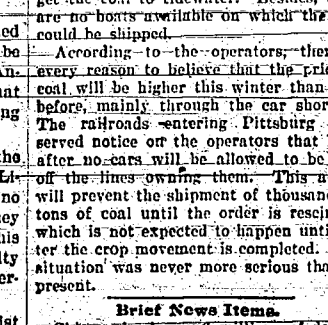 get the coal to tidewater.
are no boats available on which the
could be shipped.
According to the operators, ther
every reason to believe that the pric
coal will be higher this winter than
before, mainly through the car shor
The railroads entering Pittsburg
served notice on the operators that
after no cars will be allowed to be
off the lines owning them. This a
will prevent the shipment of thousan
tons of coal until the order is rescin
which is not expected to happen unti
ter the crop movement is completed.
situation was never more serious tha
present.
Brief News Items.